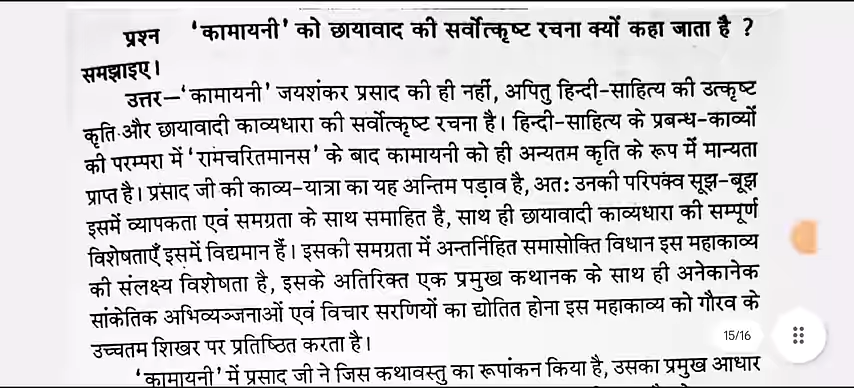 प्रश्न 'कामायनी' को छायावाद की सर्वोत्कृष्ट रचना क्यों कहा जाता है ?
समझाइए।
उत्तर—'कामायनी' जयशंकर प्रसाद की ही नहीं, अपितु हिन्दी-साहित्य की उत्कृष्ट
कृति और छायावादी काव्यधारा की सर्वोत्कृष्ट रचना है। हिन्दी-साहित्य के प्रबन्ध-काव्यों
की परम्परा में 'रामचरितमानस' के बाद कामायनी को ही अन्यतम कृति के रूप में मान्यता
प्राप्त है। प्रसाद जी की काव्य-यात्रा का यह अन्तिम पड़ाव है, अतः उनकी परिपक्व सूझ-बूझ
इसमें व्यापकता एवं समग्रता के साथ समाहित है, साथ ही छायावादी काव्यधारा की सम्पूर्ण
विशेषताएँ इसमें विद्यमान हैं। इसकी समग्रता में अन्तर्निहित समासोक्ति विधान इस महाकाव्य
की संलक्ष्य विशेषता है, इसके अतिरिक्त एक प्रमुख कथानक के साथ ही अनेकानेक
सांकेतिक अभिव्यञ्जनाओं एवं विचार सरणियों का द्योतित होना इस महाकाव्य को गौरव के
उच्चतम शिखर पर प्रतिष्ठित करता है।
15/16
'कामायनी' में प्रसाद जी ने जिस कथावस्तु का रूपांकन किया है, उसका प्रमुख आधार